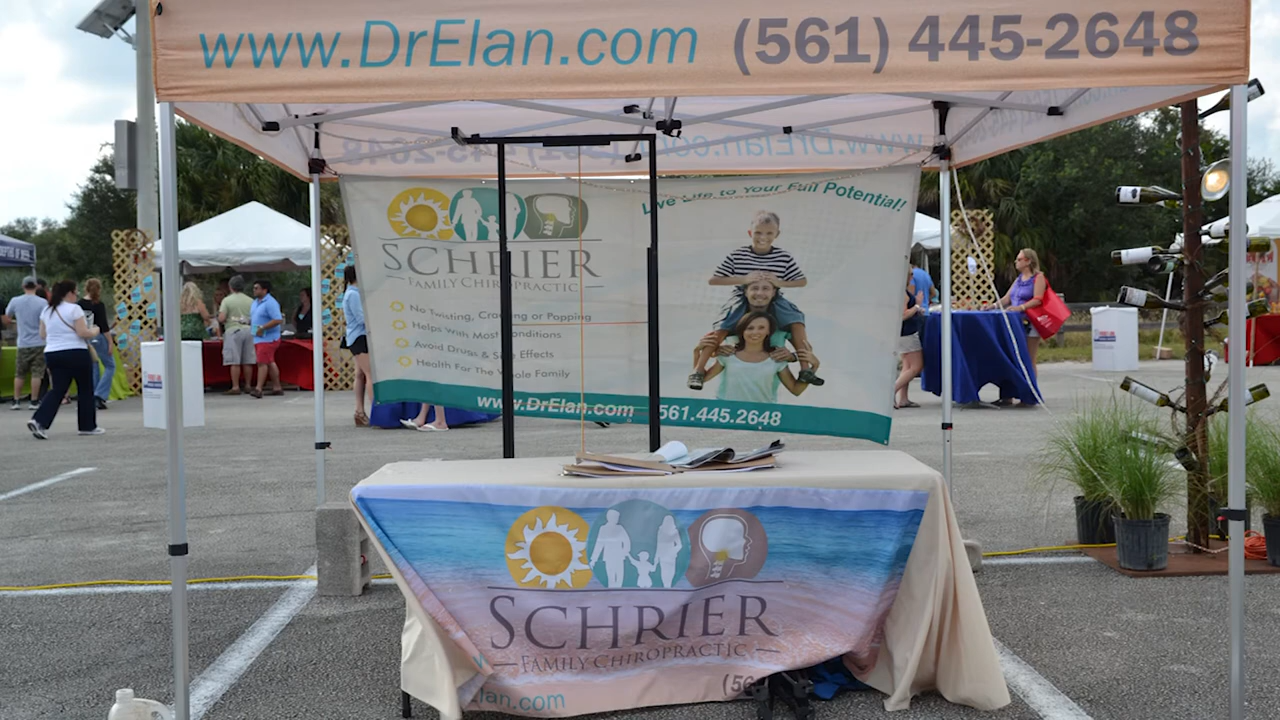 www.DrElan.com (561) 445-2648
Live Life to Your Full Potential!
SCHRIER
FAMILY CHIROPRACTIC
No Twisting, Cracking or Popping
Helps With Most Conditions
Avoid Drugs & Side Effects
Health For The Whole Family
www.DrElan.com 561.445.2648
SCHRIER
FAMILY CHIROPRACTIC
Elan.com (56